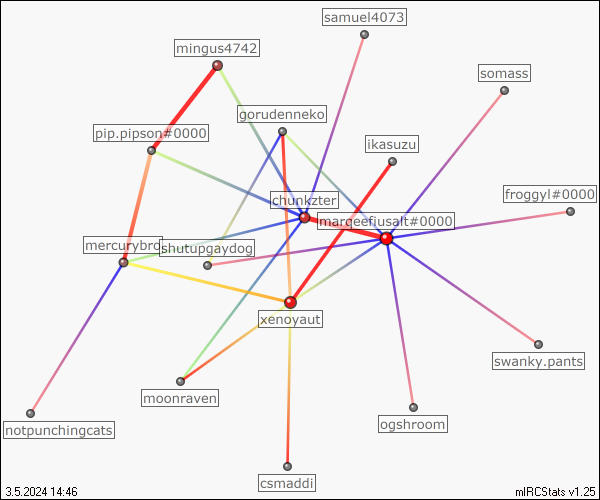 samuel4073
mingus4742
somass
gorudenneko
pip.pipson#0000
ikasuzu
froggyl#0000
chunkzter
margeefjusalt#0000
mercurybro
shutupgaydog
xenoyaut
swanky.pants
moonraven
ogshroom
notpunchingcats
csmaddi
3.5.2024 14:46
mIRCStats v1.25